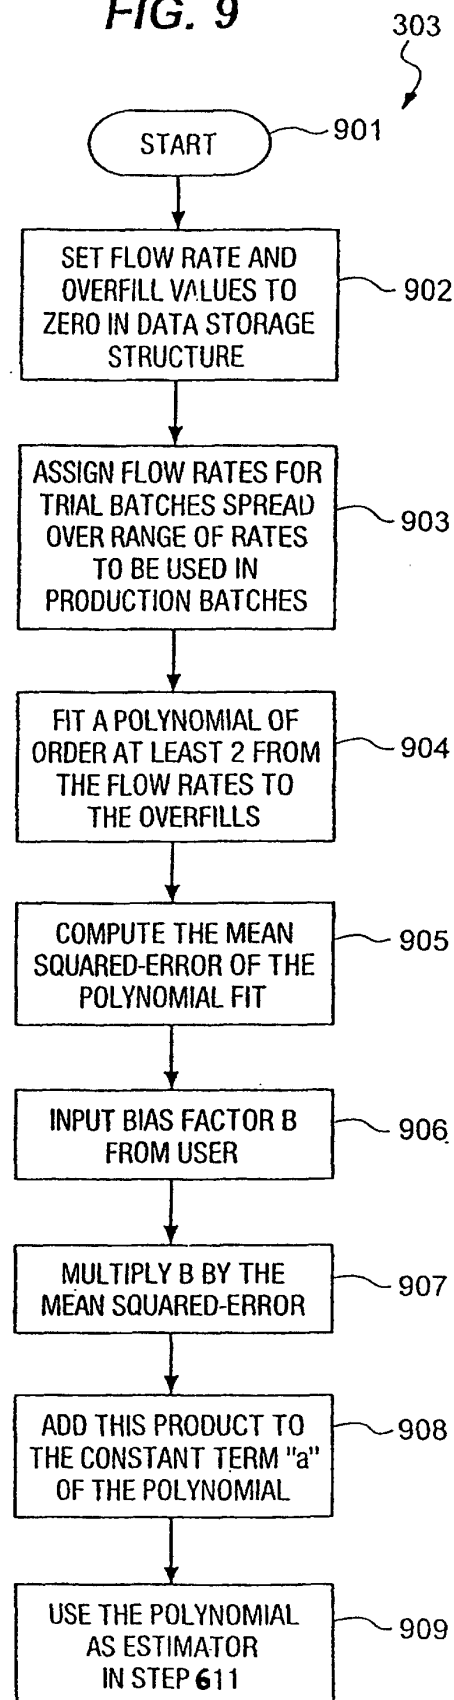 FIG. 9
303
START
901
SET FLOW RATE AND
OVERFILL VALUES TO
ZERO IN DATA STORAGE
STRUCTURE
902
ASSIGN FLOW RATES FOR
TRIAL BATCHES SPREAD
OVER RANGE OF RATES
TO BE USED IN
PRODUCTION BATCHES
903
FIT A POLYNOMIAL OF
ORDER AT LEAST 2 FROM
THE FLOW RATES TO
THE OVERFILLS
904
COMPUTE THE MEAN
SQUARED-ERROR OF THE
POLYNOMIAL FIT
905
INPUT BIAS FACTOR B
FROM USER
906
MULTIPLY B BY THE
MEAN SQUARED-ERROR
907
ADD THIS PRODUCT TO
THE CONSTANT TERM "a"
OF THE POLYNOMIAL
908
USE THE POLYNOMIAL
AS ESTIMATOR
IN STEP 611
909